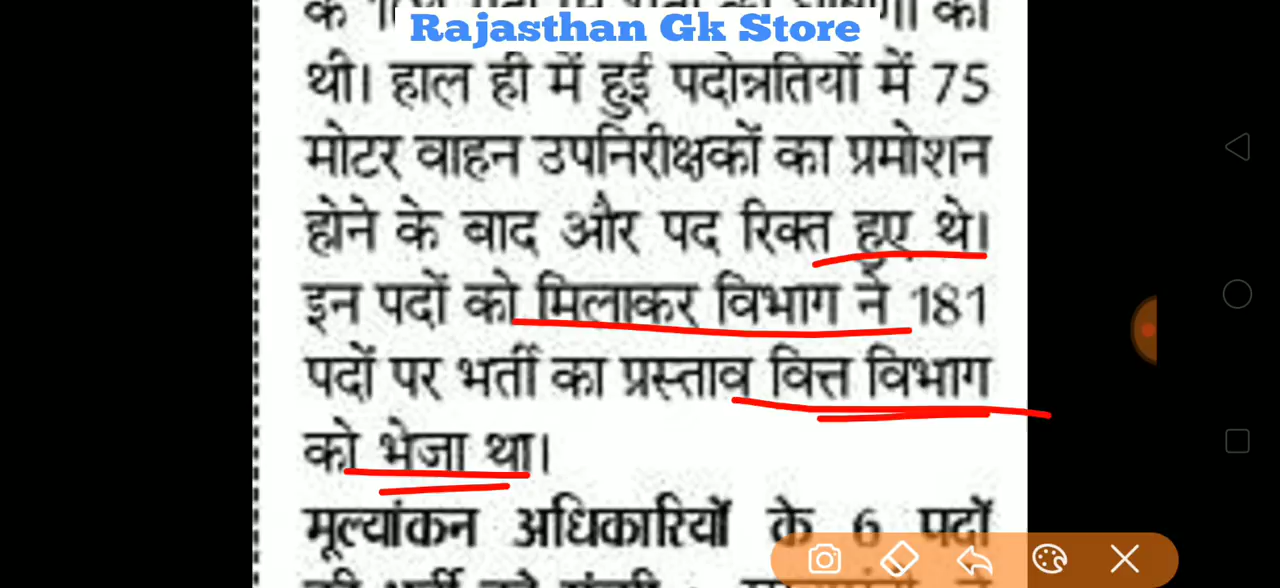 Rajasthan Gk Store
के
थी। हाल ही में हुई पदोन्नतियों में 75
मोटर वाहन उपनिरीक्षकों का प्रमोशन
होने के बाद और पद रिक्त हुए थे।
इन पदों को मिलाकर विभाग ने 181
पदों पर भर्ती का प्रस्ताव वित्त विभाग
को भेजा था।
मूल्यांकन अधिकारियों के 6 पदों